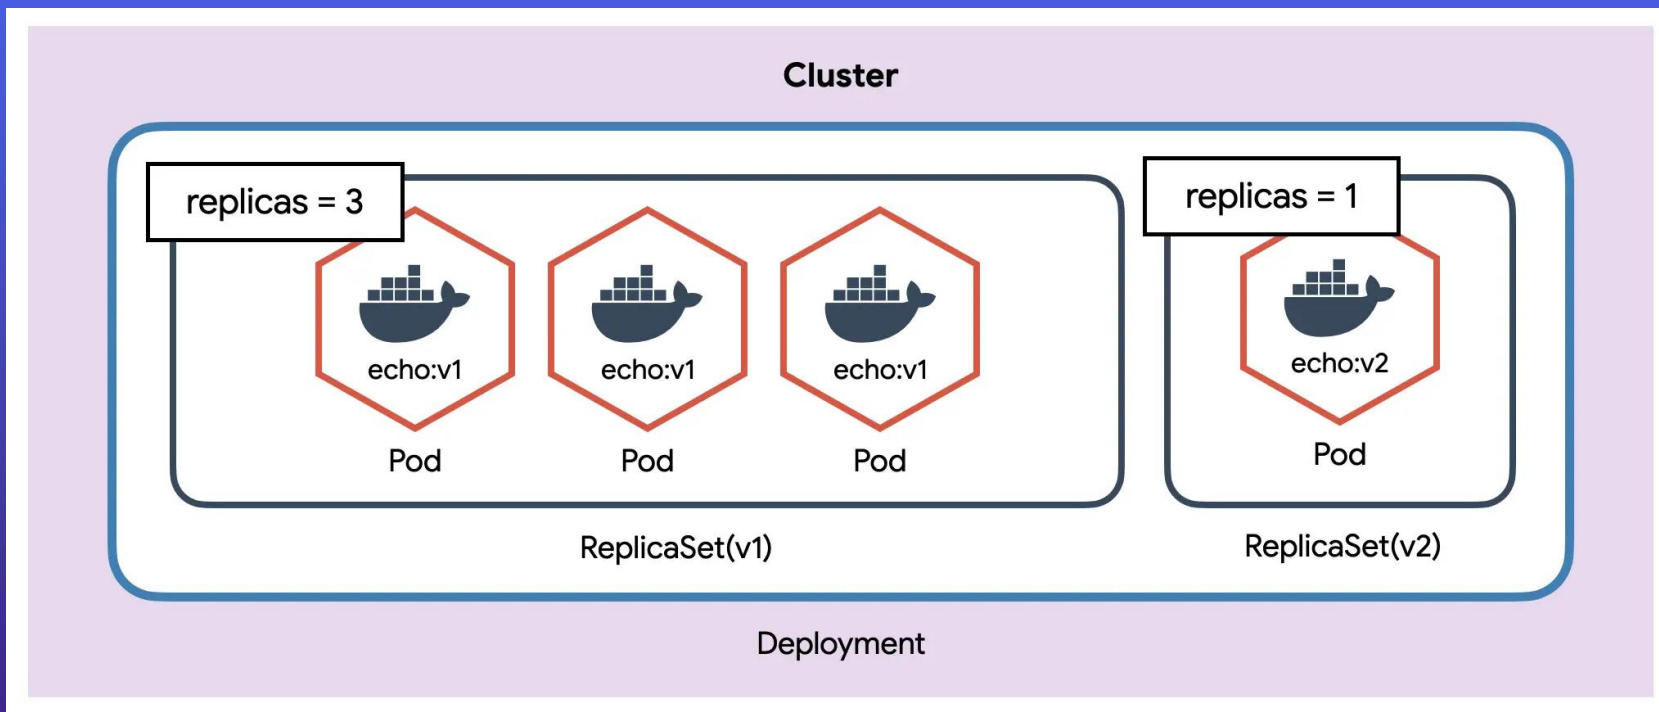 Cluster
replicas = 3
echo:v1
Pod
echo:v1
Pod
echo:v1
Pod
ReplicaSet(v1)
replicas = 1
echo:v2
Pod
ReplicaSet(v2)
Deployment